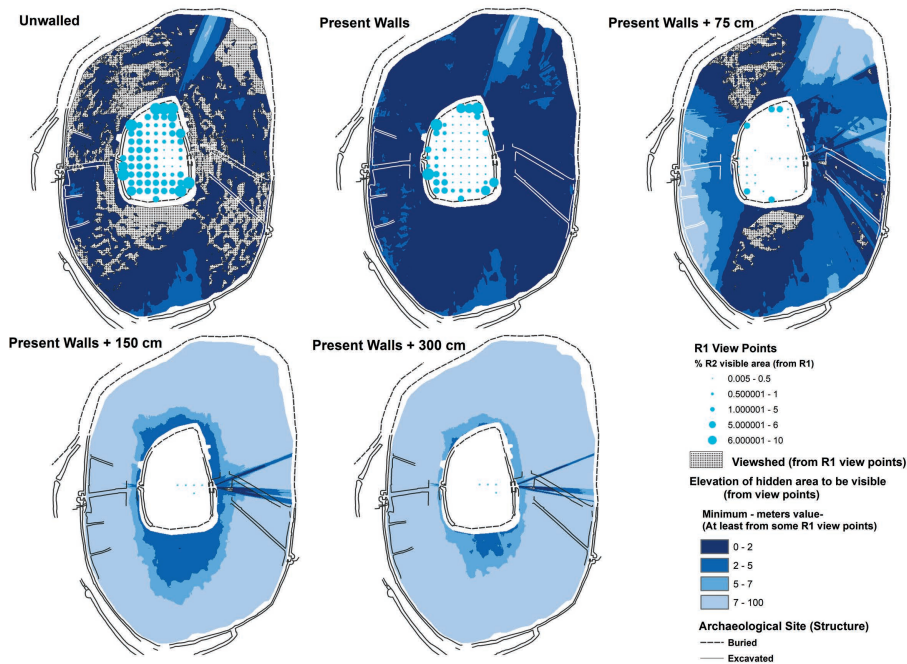 Unwalled
Present Walls
Present Walls + 75 cm
Present Walls + 150 cm
Present Walls + 300 cm
R1 View Points
% R2 visible area (from R1)
0.005 - 0.5
0.500001 - 1
1.000001 - 5
5.000001 - 6
6.000001 - 10
Viewshed (from R1 view points)
Elevation of hidden area to be visible
(from view points)
Minimum - meters value-
(At least from some R1 view points)
0 - 2
2 - 5
5 - 7
7 - 100
Archaeological Site (Structure)
Buried
Excavated